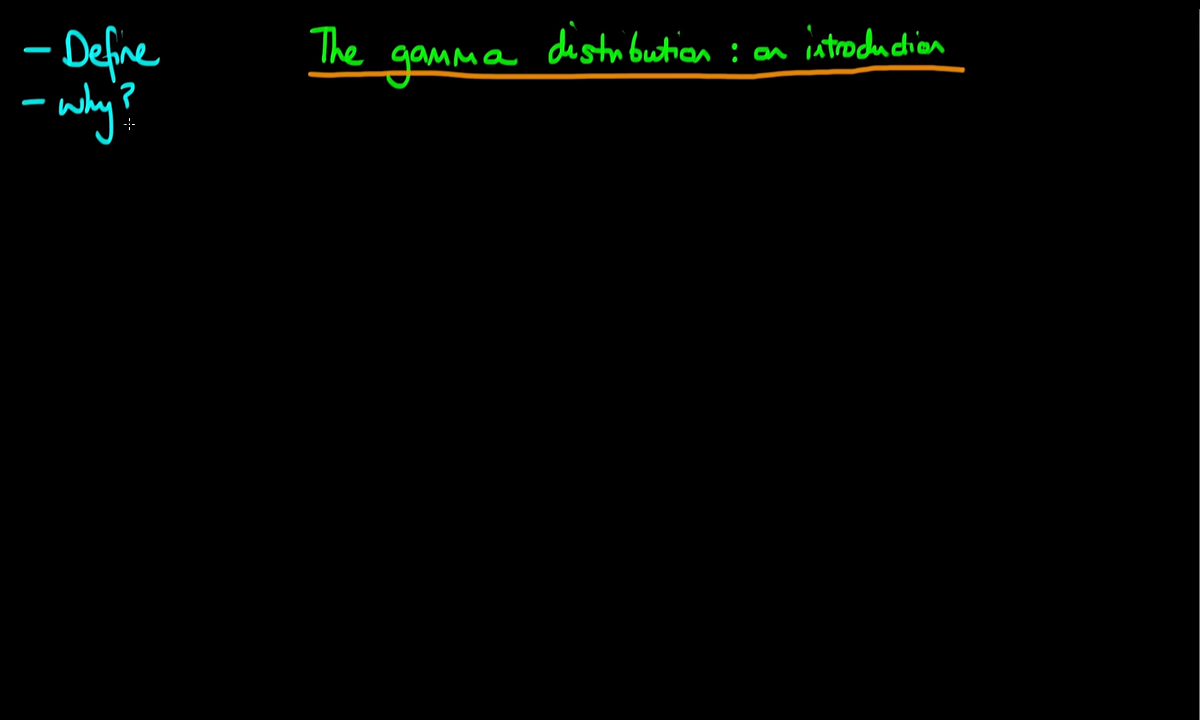 The gamma distribution : an introduction
- Define
- why?